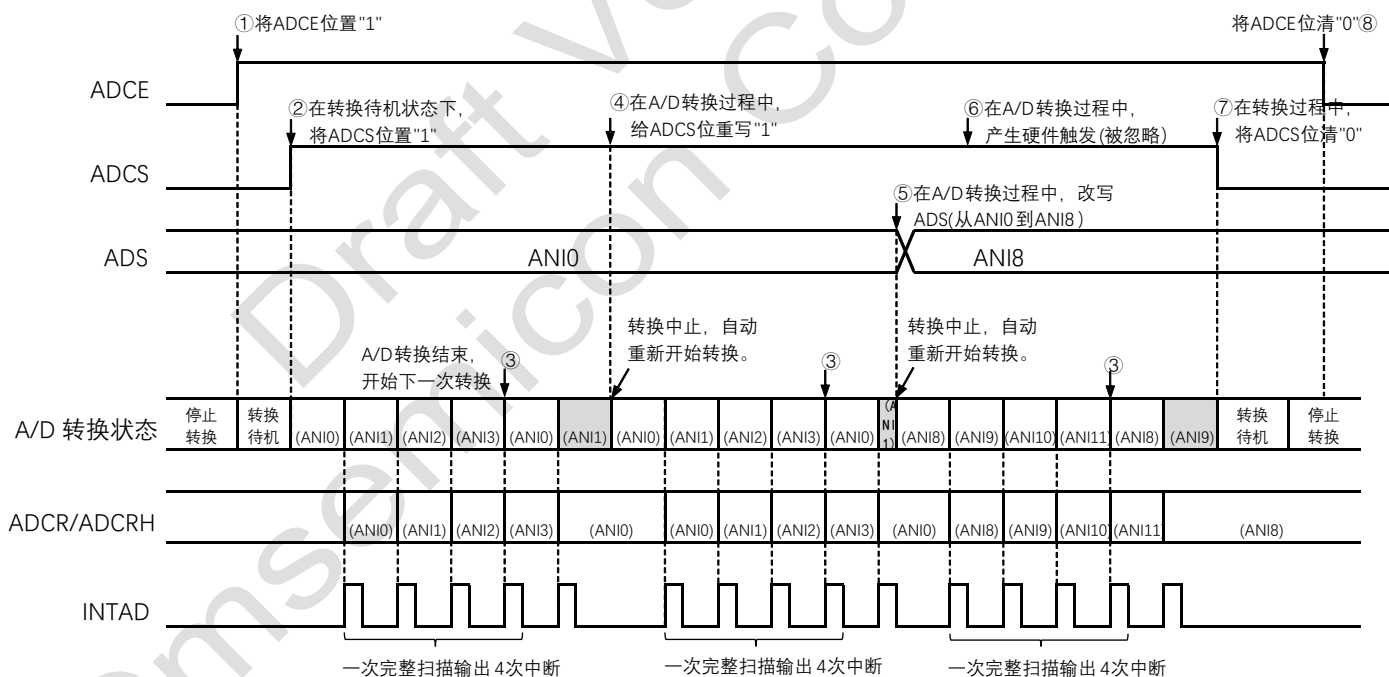 ①将ADCE位置"1"
将ADCE位清"0"⑧
ADCE
②在转换待机状态下，
将ADCS位置"1"
④在A/D转换过程中，
给ADCS位重写"1"
⑥在A/D转换过程中，
产生硬件触发(被忽略)
⑦在转换过程中，
将ADCS位清"0"
ADCS
⑤在A/D转换过程中，改写
ADS(从ANI0到ANI8）
ADS
ANI0
ANI8
A/D转换结束，
开始下一次转换
③
转换中止，自动
重新开始转换。
③
转换中止，自动
重新开始转换。
③
A/D 转换状态
停止
转换
转换
待机
(ANI0) (ANI1) (ANI2) (ANI3) (ANI0) (ANI1) (ANI0) (ANI1) (ANI2) (ANI3) (ANI0) (ANI1) (ANI8) (ANI9) (ANI10) (ANI11) (ANI8) (ANI9)
转换
待机
停止
转换
ADCR/ADCRH
(ANI0) (ANI1) (ANI2) (ANI3) (ANI0) (ANI0) (ANI1) (ANI2) (ANI3) (ANI0) (ANI8) (ANI9) (ANI10) (ANI11 (ANI8)
INTAD
一次完整扫描输出 4次中断
一次完整扫描输出 4次中断
一次完整扫描输出 4次中断
Draft